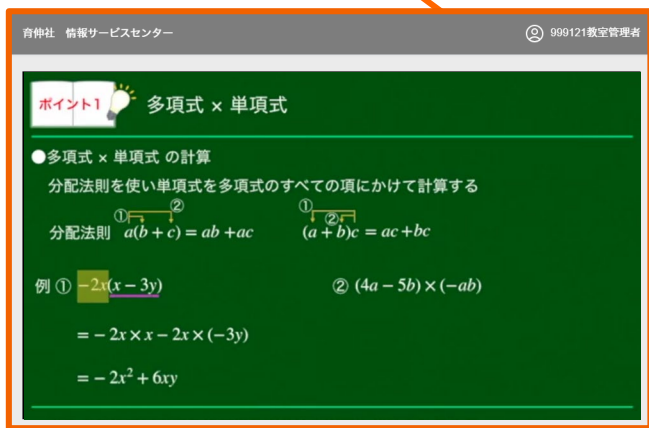 育伸社 情報サービスセンター
999121教室管理者
ポイント1
多項式 × 単項式
●多項式 × 単項式 の計算
分配法則を使い単項式を多項式のすべての項にかけて計算する
① ② ① ②
分配法則 a(b + c) = ab +ac (a + b)c = ac +bc
例 ① −2x(x − 3y) ② (4a − 5b) × (−ab)
= − 2x × x − 2x × (−3y)
= − 2x² + 6xy